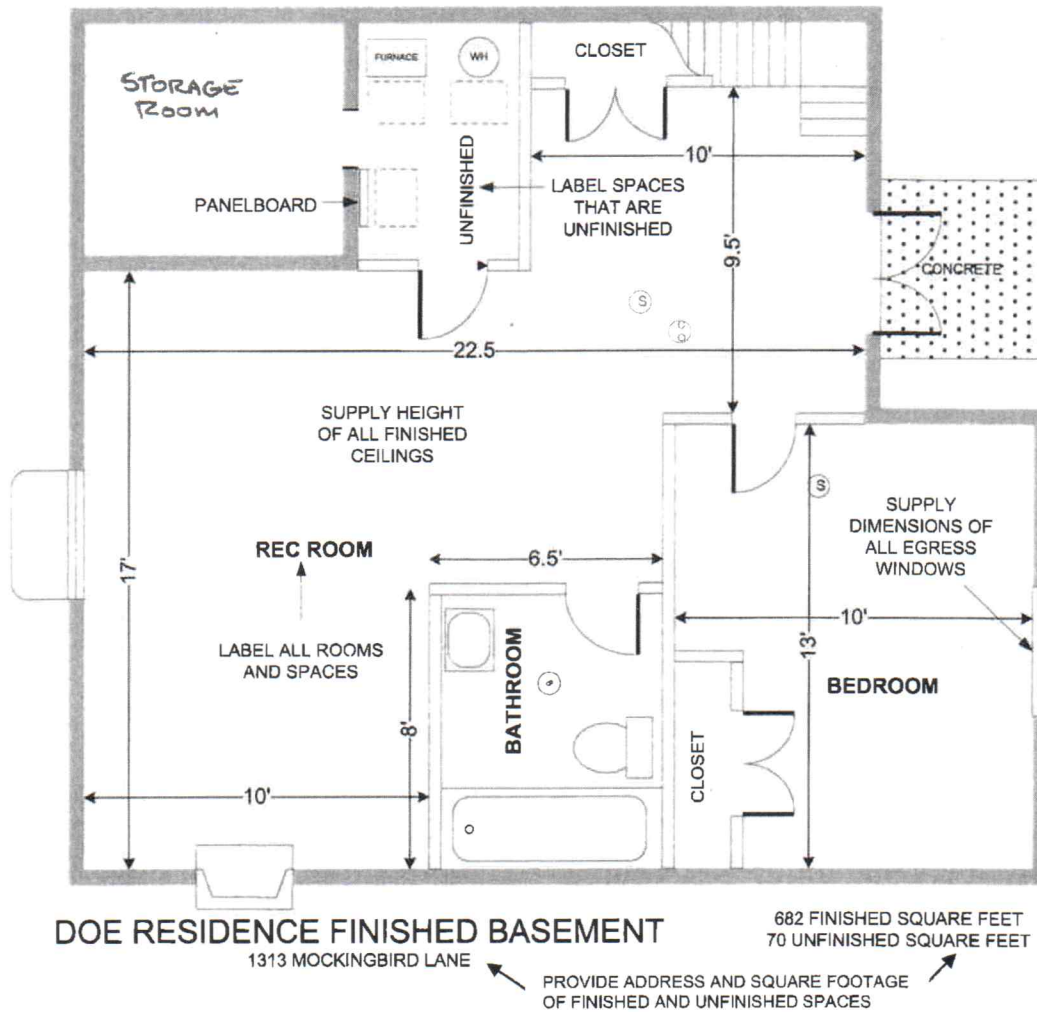 STORAGE
ROOM
FURNACE
WH
CLOSET
UNFINISHED
10'
PANELBOARD
LABEL SPACES
THAT ARE
UNFINISHED
9.5'
CONCRETE
S
C
O
22.5
SUPPLY HEIGHT
OF ALL FINISHED
CEILINGS
S
SUPPLY
DIMENSIONS OF
ALL EGRESS
WINDOWS
17'
REC ROOM
6.5'
10'
13'
LABEL ALL ROOMS
AND SPACES
BATHROOM
BEDROOM
8'
CLOSET
10'
DOE RESIDENCE FINISHED BASEMENT
1313 MOCKINGBIRD LANE
682 FINISHED SQUARE FEET
70 UNFINISHED SQUARE FEET
PROVIDE ADDRESS AND SQUARE FOOTAGE
OF FINISHED AND UNFINISHED SPACES